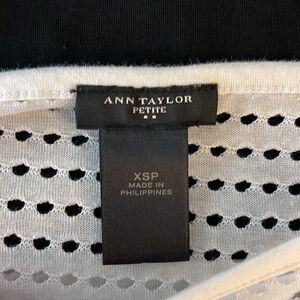 ANN TAYLOR
PETITE
XSP
MADE IN
PHILIPPINES